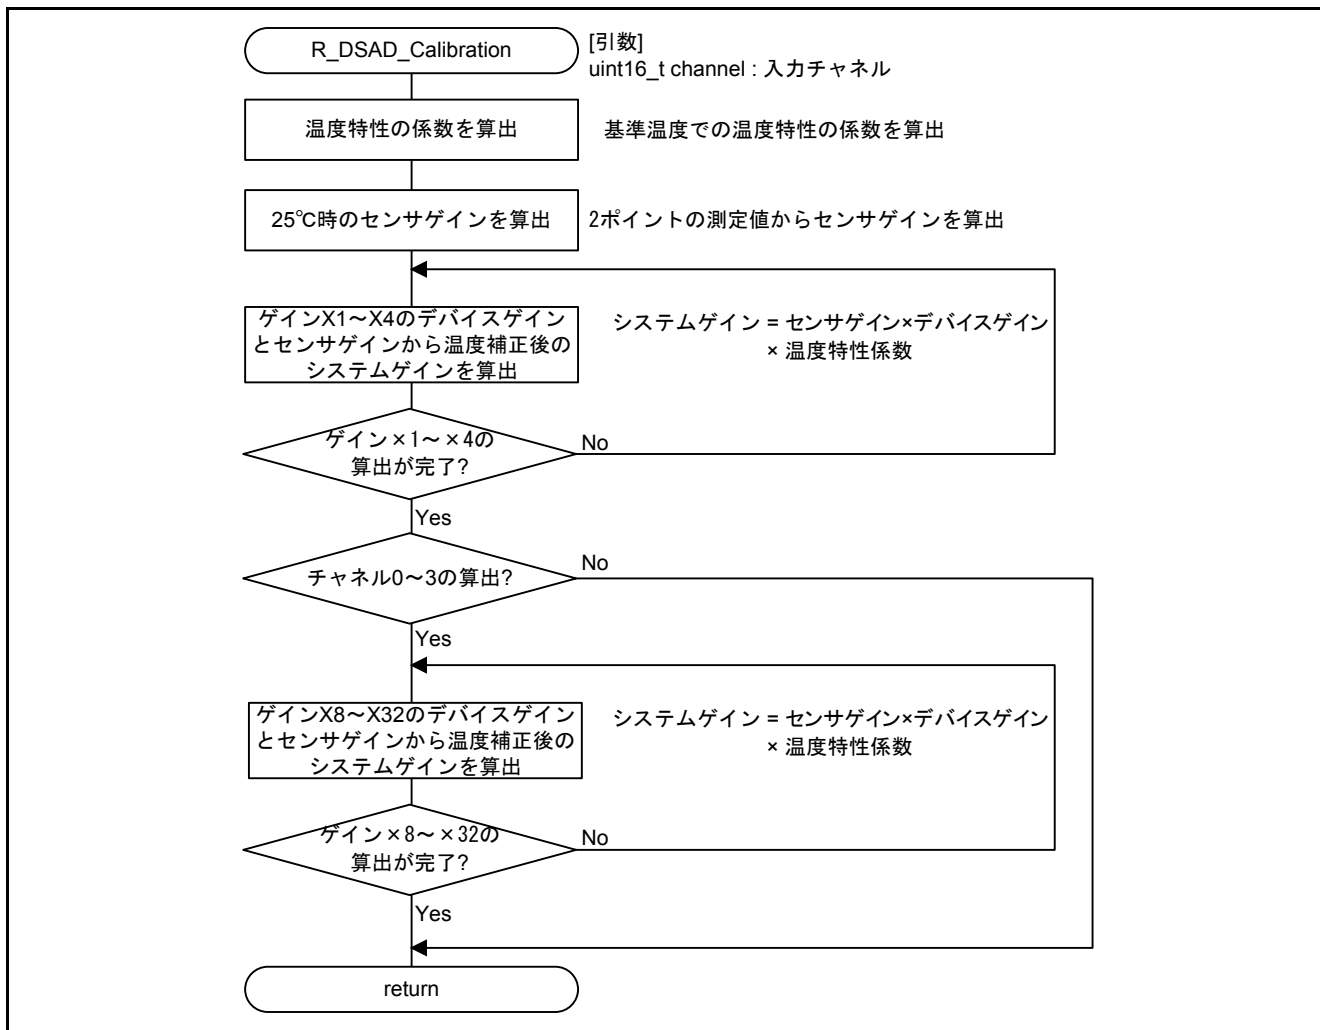 R_DSAD_Calibration
[引数]
uint16_t channel : 入力チャネル
温度特性の係数を算出
基準温度での温度特性の係数を算出
25℃時のセンサゲインを算出
2ポイントの測定値からセンサゲインを算出
ゲインX1～X4のデバイスゲイン
とセンサゲインから温度補正後の
システムゲインを算出
システムゲイン = センサゲイン×デバイスゲイン
× 温度特性係数
ゲイン×1～×4の
算出が完了?
No
Yes
チャネル0～3の算出?
No
Yes
ゲインX8～X32のデバイスゲイン
とセンサゲインから温度補正後の
システムゲインを算出
システムゲイン = センサゲイン×デバイスゲイン
× 温度特性係数
ゲイン×8～×32の
算出が完了?
No
Yes
return